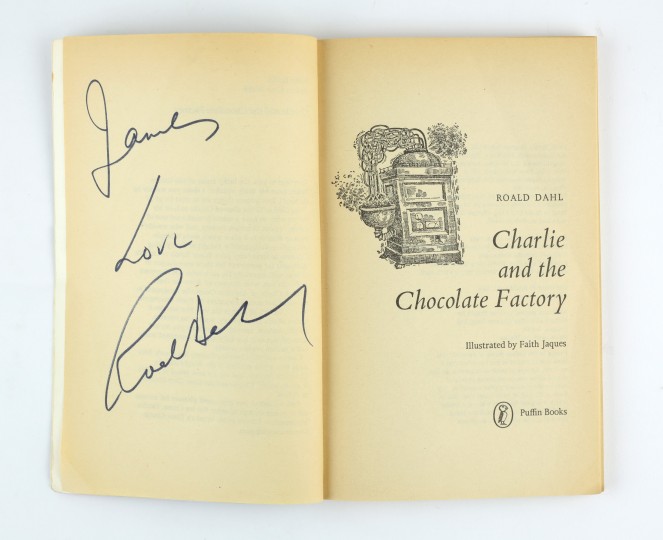 James
Love
Roald Dahl
ROALD DAHL
Charlie
and the
Chocolate Factory
Illustrated by Faith Jaques
Puffin Books